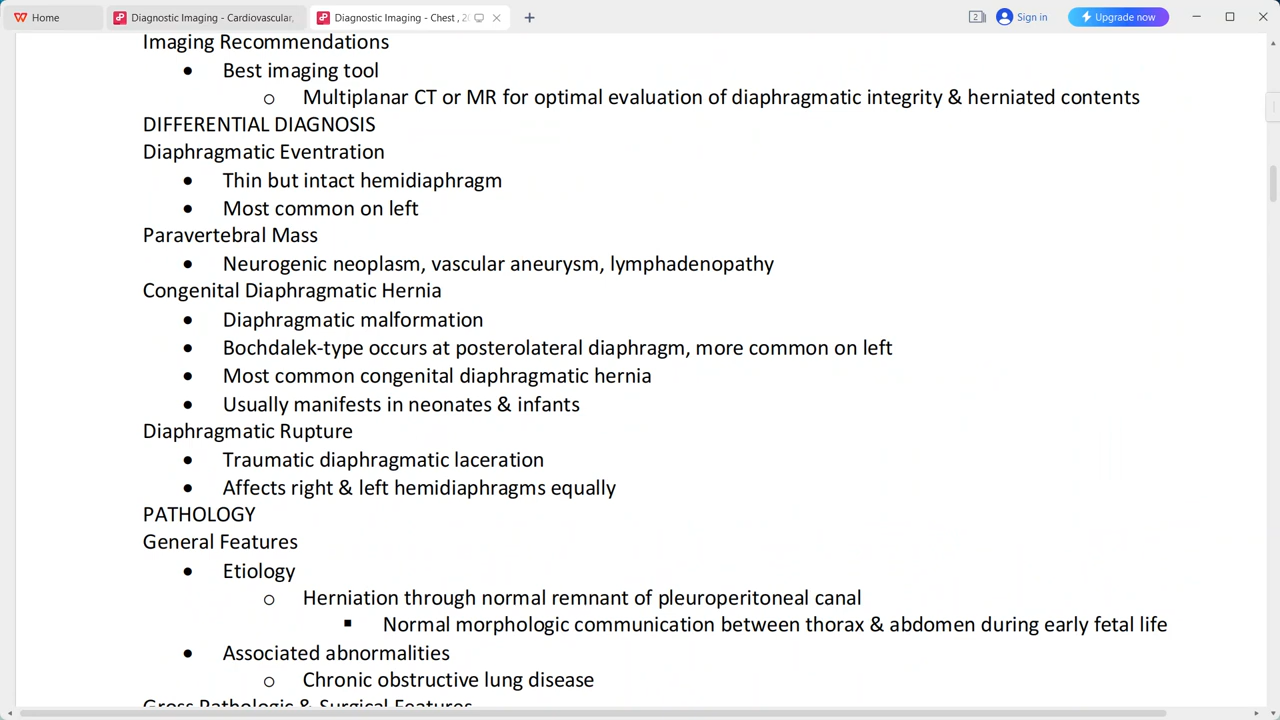 Home
Diagnostic Imaging - Cardiovascular,
Diagnostic Imaging - Chest , 2
2
Sign in
Upgrade now
Imaging Recommendations
• Best imaging tool
o Multiplanar CT or MR for optimal evaluation of diaphragmatic integrity & herniated contents
DIFFERENTIAL DIAGNOSIS
Diaphragmatic Eventration
• Thin but intact hemidiaphragm
• Most common on left
Paravertebral Mass
• Neurogenic neoplasm, vascular aneurysm, lymphadenopathy
Congenital Diaphragmatic Hernia
• Diaphragmatic malformation
• Bochdalek-type occurs at posterolateral diaphragm, more common on left
• Most common congenital diaphragmatic hernia
• Usually manifests in neonates & infants
Diaphragmatic Rupture
• Traumatic diaphragmatic laceration
• Affects right & left hemidiaphragms equally
PATHOLOGY
General Features
• Etiology
o Herniation through normal remnant of pleuroperitoneal canal
▪ Normal morphologic communication between thorax & abdomen during early fetal life
• Associated abnormalities
o Chronic obstructive lung disease
Gross Pathologic & Surgical Features